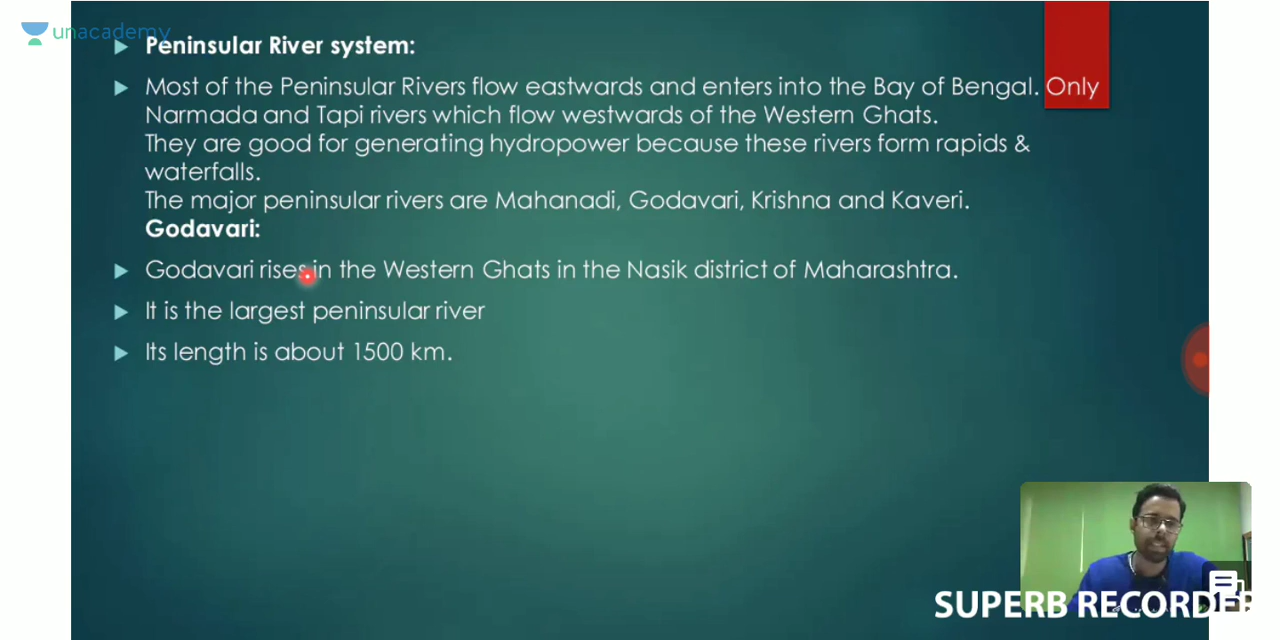 unacademy
Peninsular River system:
Most of the Peninsular Rivers flow eastwards and enters into the Bay of Bengal. Only
Narmada and Tapi rivers which flow westwards of the Western Ghats.
They are good for generating hydropower because these rivers form rapids &
waterfalls.
The major peninsular rivers are Mahanadi, Godavari, Krishna and Kaveri.
Godavari:
Godavari rises in the Western Ghats in the Nasik district of Maharashtra.
It is the largest peninsular river
Its length is about 1500 km.
SUPERB RECORDER